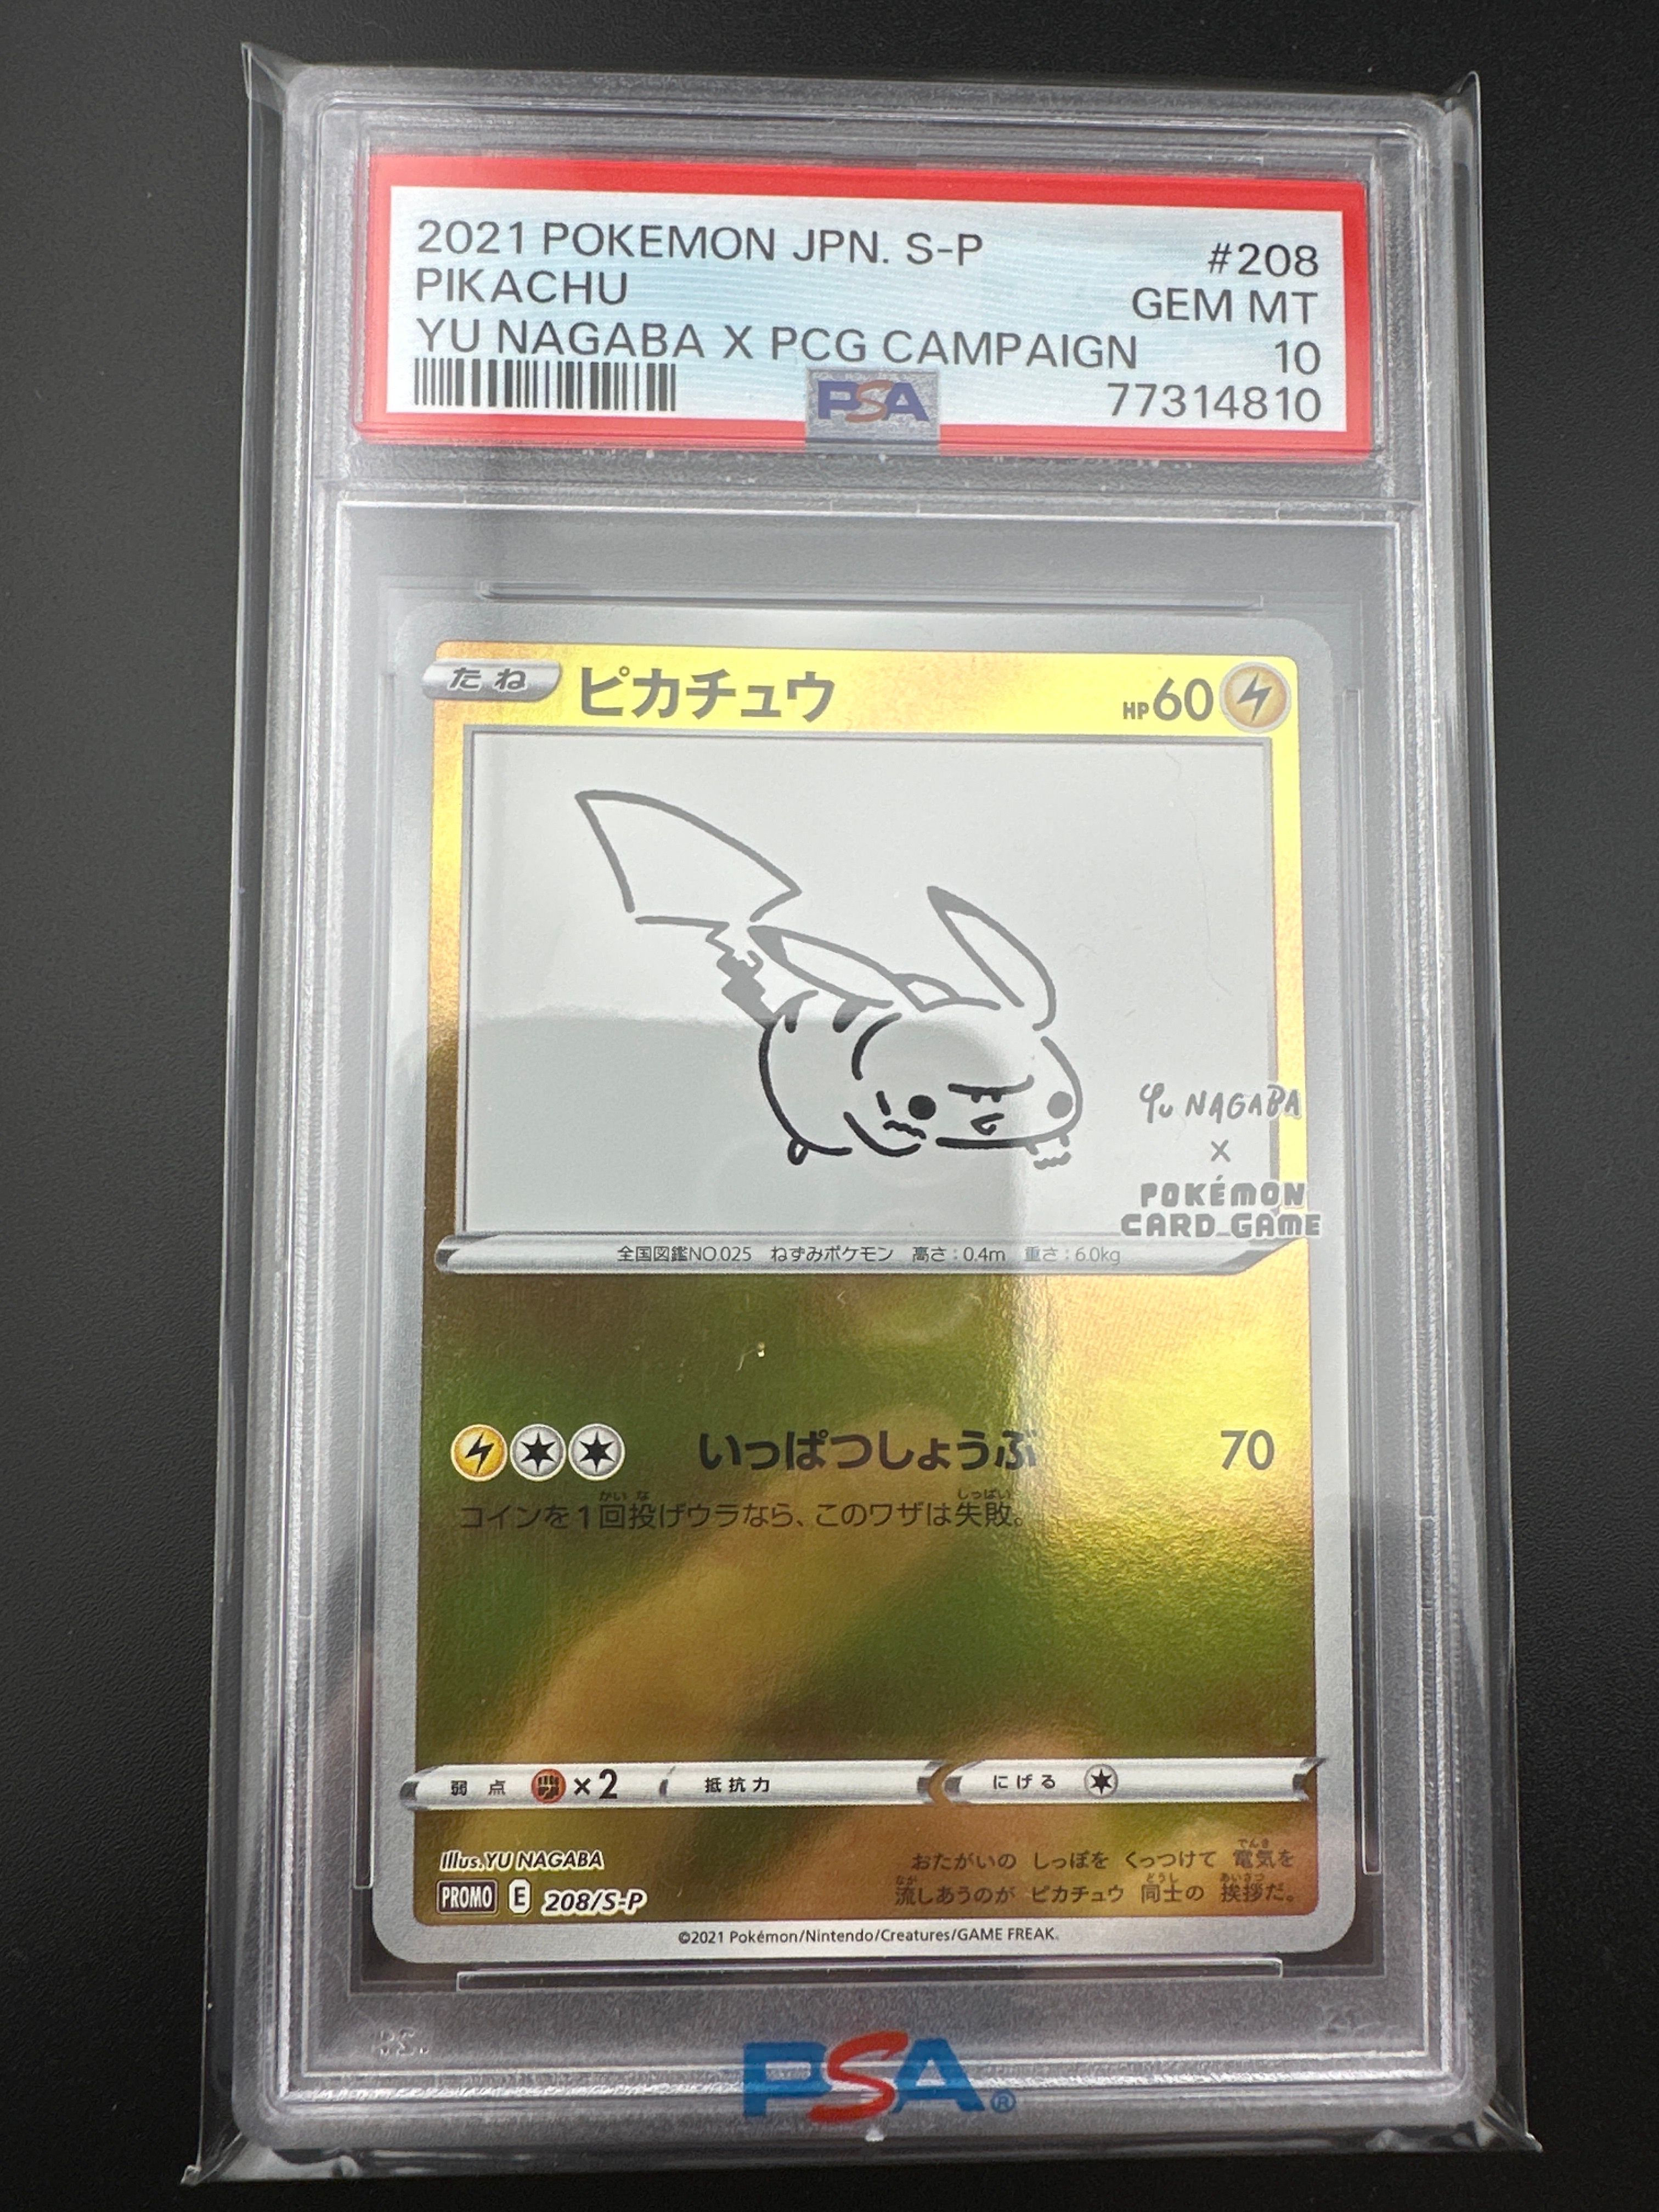 2021 POKEMON JPN. S-P #208
PIKACHU GEM MT
YU NAGABA X PCG CAMPAIGN 10
PSA 77314810
たね ピカチュウ HP60
YU NAGABA
X
POKÉMON
CARD GAME
全国図鑑NO.025 ねずみポケモン 高さ:0.4m 重さ:6.0kg
いっぱつしょうぶ 70
コインを1回投げウラなら、このワザは失敗。
弱点 ×2 抵抗力 にげる
Illus.YU NAGABA
PROMO E 208/S-P
おたがいの しっぽを くっつけて 電気を
流しあうのが ピカチュウ 同士の 挨拶だ。
©2021 Pokémon/Nintendo/Creatures/GAME FREAK.
PSA®